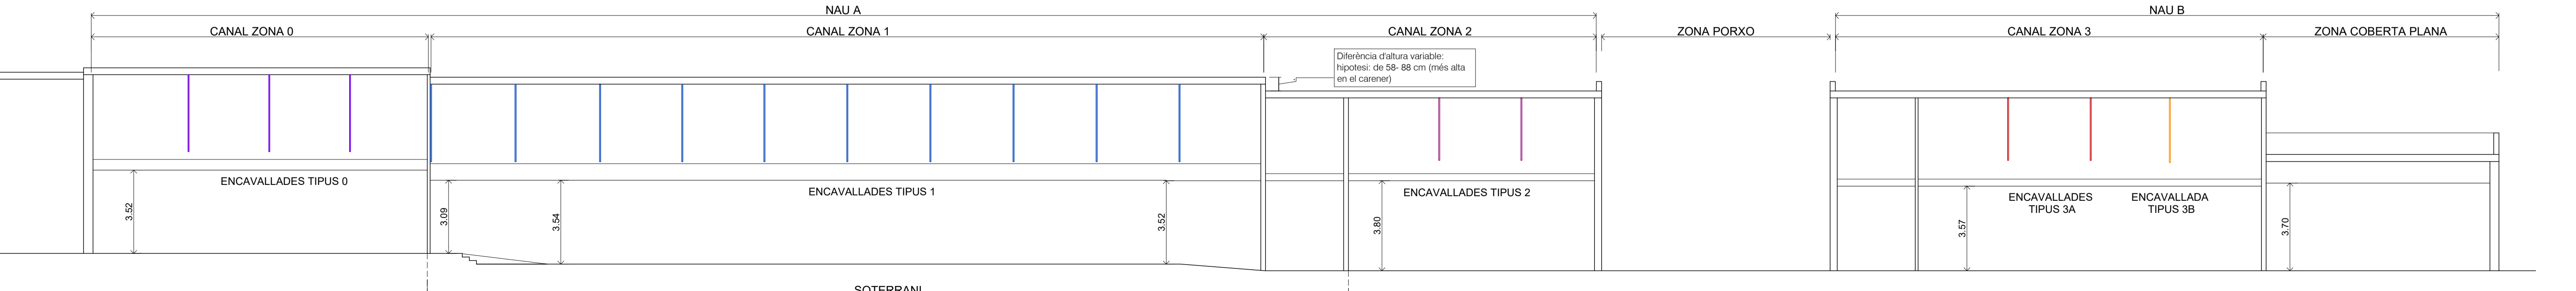 NAU A
NAU B
CANAL ZONA 0
CANAL ZONA 1
CANAL ZONA 2
ZONA PORXO
CANAL ZONA 3
ZONA COBERTA PLANA
Diferència d'altura variable:
hipotesi: de 58- 88 cm (més alta
en el carener)
ENCAVALLADES TIPUS 0
ENCAVALLADES TIPUS 1
ENCAVALLADES TIPUS 2
ENCAVALLADES
TIPUS 3A
ENCAVALLADA
TIPUS 3B
3.52
3.09
3.54
3.52
3.80
3.57
3.70
SOTERRANI